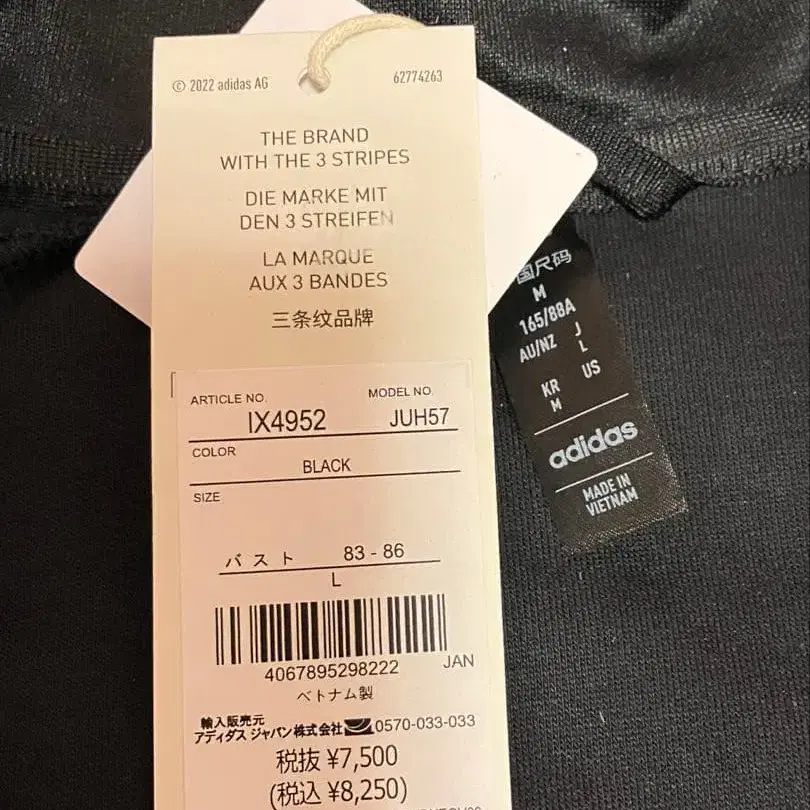 © 2022 adidas AG 62774263
THE BRAND
WITH THE 3 STRIPES
DIE MARKE MIT
DEN 3 STREIFEN
LA MARQUE
AUX 3 BANDES
三条纹品牌
ARTICLE NO. MODEL NO.
IX4952 JUH57
COLOR
BLACK
SIZE
バスト 83 - 86
L
4067895298222 JAN
ベトナム製
輸入販売元
アディダス ジャパン株式会社 0570-033-033
税抜 ¥7,500
(税込 ¥8,250)
国尺码
M
165/88A
AU/NZ J
L
KR US
M
adidas
MADE IN
VIETNAM